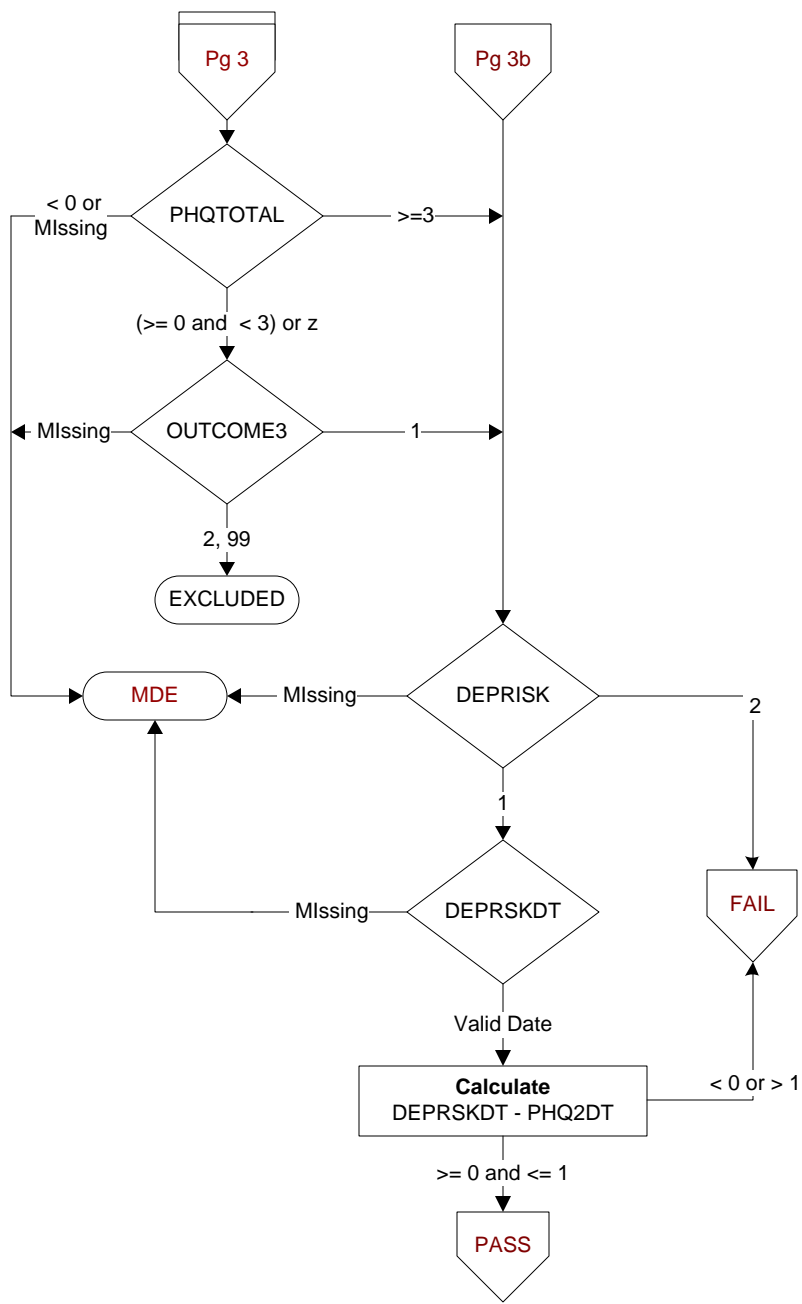 Pg 3
Pg 3b
< 0 or
MIssing
PHQTOTAL
>=3
(>= 0 and < 3) or z
MIssing
OUTCOME3
1
2, 99
EXCLUDED
MDE
MIssing
DEPRISK
2
1
MIssing
DEPRSKDT
FAIL
Valid Date
Calculate
DEPRSKDT - PHQ2DT
< 0 or > 1
>= 0 and <= 1
PASS